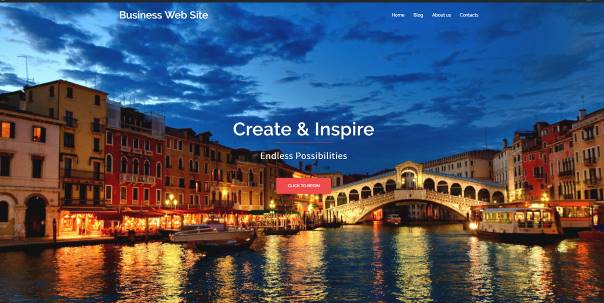 Business Web Site
Home Blog About us Contacts
Create & Inspire
Endless Possibilities
CLICK TO BEGIN